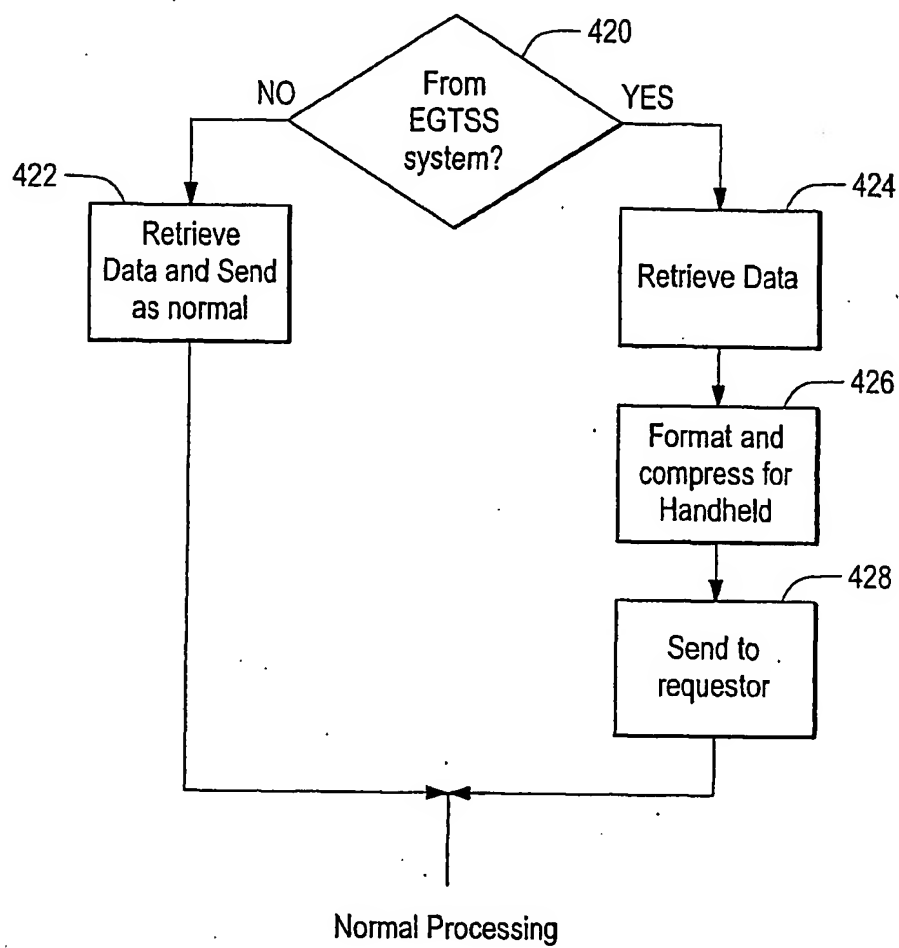 420
From
EGTSS
system?
NO
YES
422
Retrieve
Data and Send
as normal
424
Retrieve Data
426
Format and
compress for
Handheld
428
Send to
requestor
Normal Processing